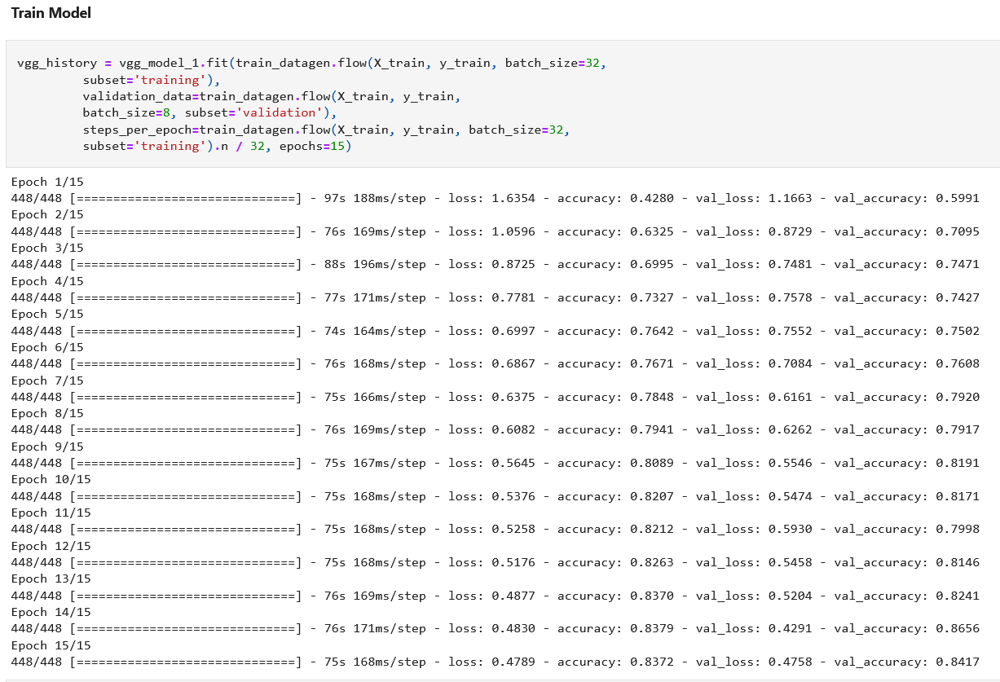 Train Model
vgg_history = vgg_model_1.fit(train_datagen.flow(X_train, y_train, batch_size=32,
subset='training'),
validation_data=train_datagen.flow(X_train, y_train,
batch_size=8, subset='validation'),
steps_per_epoch=train_datagen.flow(X_train, y_train, batch_size=32,
subset='training').n / 32, epochs=15)
Epoch 1/15
448/448 [==============================] - 97s 188ms/step - loss: 1.6354 - accuracy: 0.4280 - val_loss: 1.1663 - val_accuracy: 0.5991
Epoch 2/15
448/448 [==============================] - 76s 169ms/step - loss: 1.0596 - accuracy: 0.6325 - val_loss: 0.8729 - val_accuracy: 0.7095
Epoch 3/15
448/448 [==============================] - 88s 196ms/step - loss: 0.8725 - accuracy: 0.6995 - val_loss: 0.7481 - val_accuracy: 0.7471
Epoch 4/15
448/448 [==============================] - 77s 171ms/step - loss: 0.7781 - accuracy: 0.7327 - val_loss: 0.7578 - val_accuracy: 0.7427
Epoch 5/15
448/448 [==============================] - 74s 164ms/step - loss: 0.6997 - accuracy: 0.7642 - val_loss: 0.7552 - val_accuracy: 0.7502
Epoch 6/15
448/448 [==============================] - 76s 168ms/step - loss: 0.6867 - accuracy: 0.7671 - val_loss: 0.7084 - val_accuracy: 0.7608
Epoch 7/15
448/448 [==============================] - 75s 166ms/step - loss: 0.6375 - accuracy: 0.7848 - val_loss: 0.6161 - val_accuracy: 0.7920
Epoch 8/15
448/448 [==============================] - 76s 169ms/step - loss: 0.6082 - accuracy: 0.7941 - val_loss: 0.6262 - val_accuracy: 0.7917
Epoch 9/15
448/448 [==============================] - 75s 167ms/step - loss: 0.5645 - accuracy: 0.8089 - val_loss: 0.5546 - val_accuracy: 0.8191
Epoch 10/15
448/448 [==============================] - 75s 168ms/step - loss: 0.5376 - accuracy: 0.8207 - val_loss: 0.5474 - val_accuracy: 0.8171
Epoch 11/15
448/448 [==============================] - 75s 168ms/step - loss: 0.5258 - accuracy: 0.8212 - val_loss: 0.5930 - val_accuracy: 0.7998
Epoch 12/15
448/448 [==============================] - 75s 168ms/step - loss: 0.5176 - accuracy: 0.8263 - val_loss: 0.5458 - val_accuracy: 0.8146
Epoch 13/15
448/448 [==============================] - 76s 169ms/step - loss: 0.4877 - accuracy: 0.8370 - val_loss: 0.5204 - val_accuracy: 0.8241
Epoch 14/15
448/448 [==============================] - 76s 171ms/step - loss: 0.4830 - accuracy: 0.8379 - val_loss: 0.4291 - val_accuracy: 0.8656
Epoch 15/15
448/448 [==============================] - 75s 168ms/step - loss: 0.4789 - accuracy: 0.8372 - val_loss: 0.4758 - val_accuracy: 0.8417